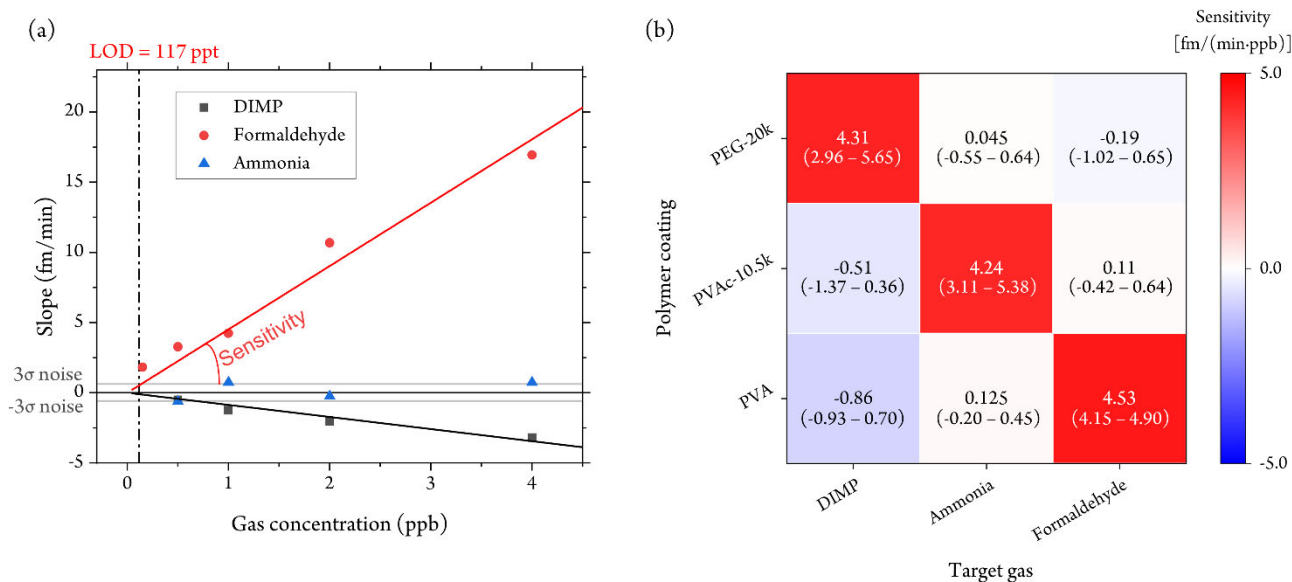 (a)
LOD = 117 ppt
DIMP
Formaldehyde
Ammonia
Slope (fm/min)
20
15
10
5
0
-5
3σ noise
-3σ noise
Sensitivity
0
1
2
3
4
Gas concentration (ppb)
(b)
Sensitivity
[fm/(min·ppb)]
Polymer coating
PEG-20k
4.31
(2.96 – 5.65)
0.045
(-0.55 – 0.64)
-0.19
(-1.02 – 0.65)
PVAc-10.5k
-0.51
(-1.37 – 0.36)
4.24
(3.11 – 5.38)
0.11
(-0.42 – 0.64)
PVA
-0.86
(-0.93 – 0.70)
0.125
(-0.20 – 0.45)
4.53
(4.15 – 4.90)
DIMP
Ammonia
Formaldehyde
Target gas
5.0
0.0
-5.0